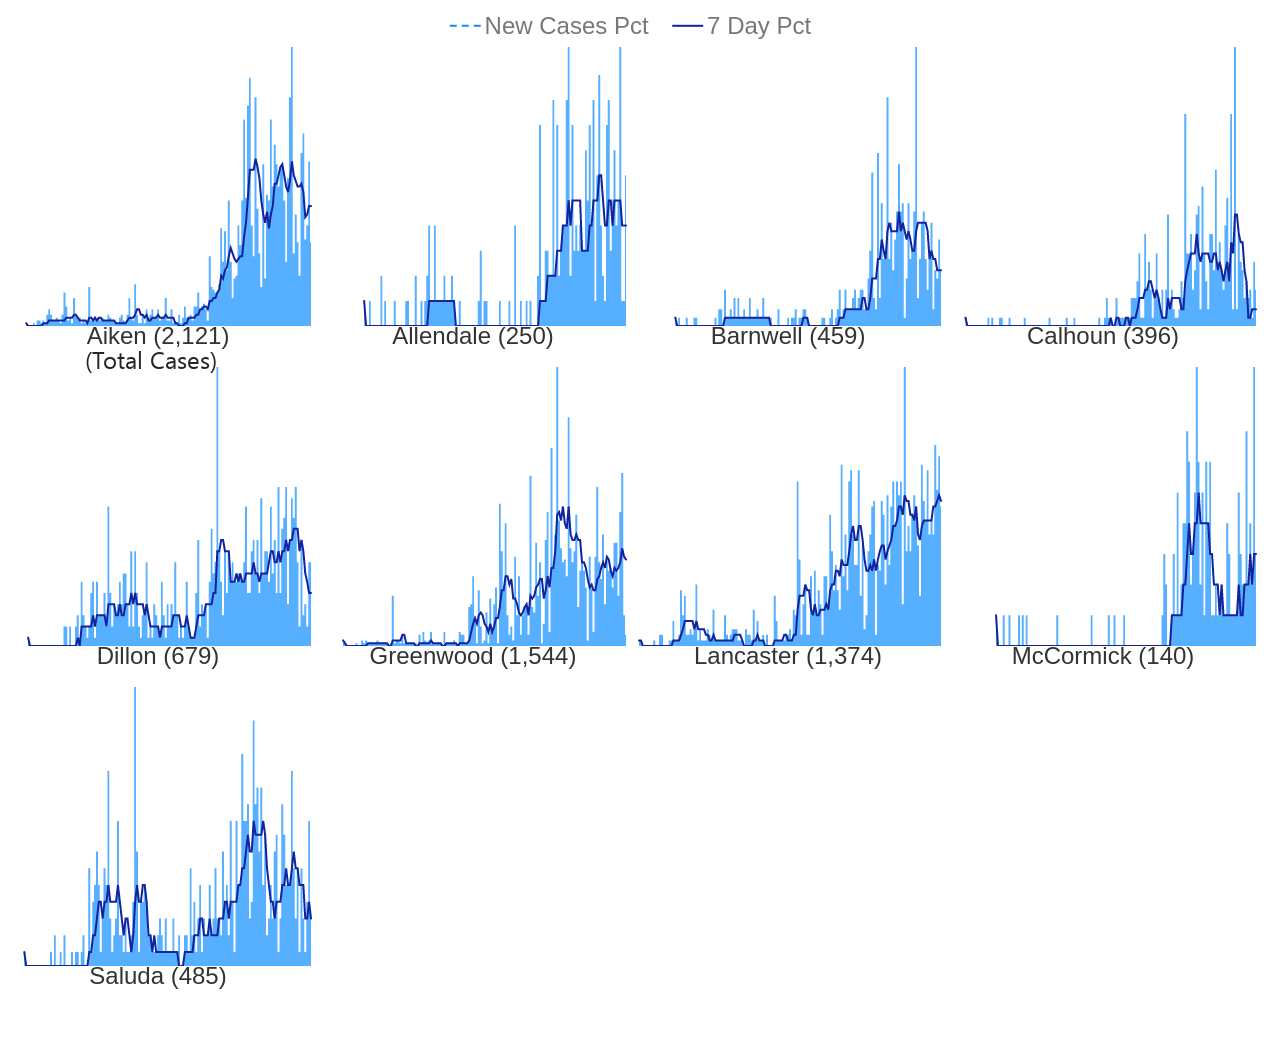 New Cases Pct 7 Day Pct
Aiken (2,121) Allendale (250) Barnwell (459) Calhoun (396)
(Total Cases)
Dillon (679) Greenwood (1,544) Lancaster (1,374) McCormick (140)
Saluda (485)